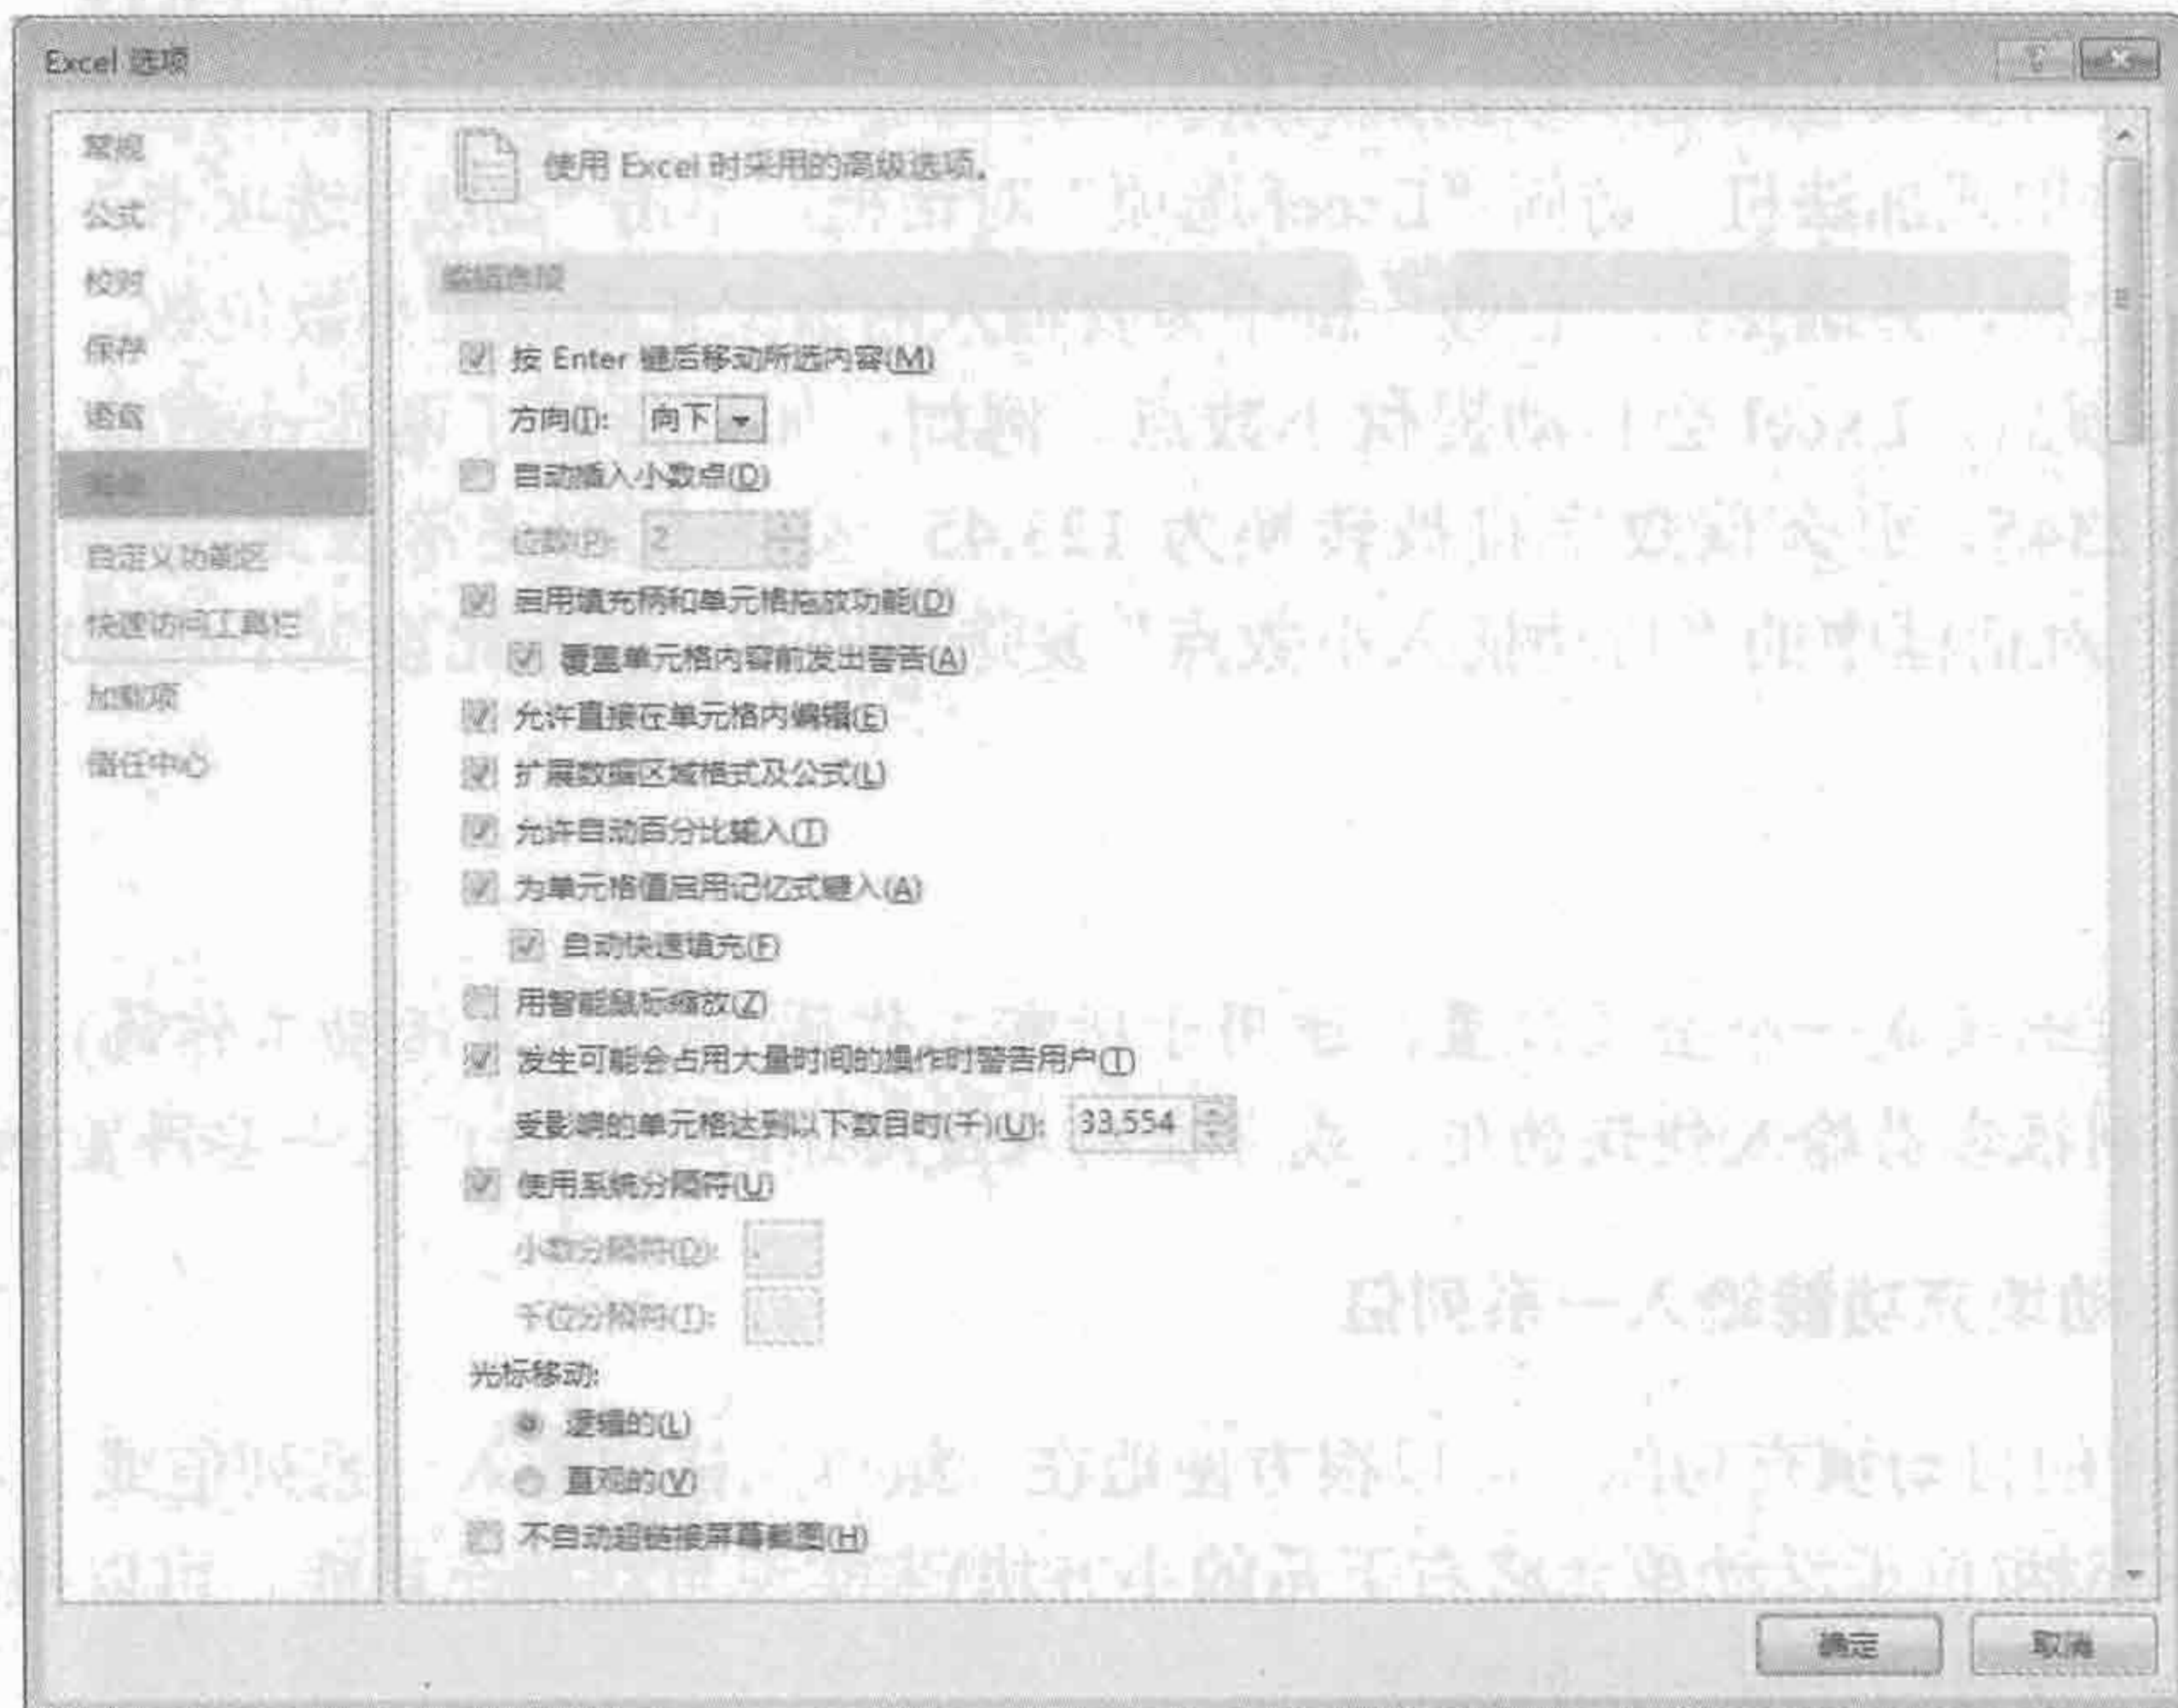 Excel 选项
常规
公式
校对
保存
语言
自定义功能区
快速访问工具栏
加载项
信任中心
使用 Excel 时采用的高级选项。
编辑选项
按 Enter 键后移动所选内容(M)
方向(I): 向下
自动插入小数点(D)
位数(P): 2
启用填充柄和单元格拖放功能(D)
覆盖单元格内容前发出警告(A)
允许直接在单元格内编辑(E)
扩展数据区域格式及公式(L)
允许自动百分比输入(T)
为单元格值启用记忆式键入(A)
自动快速填充(F)
用智能鼠标缩放(Z)
发生可能会占用大量时间的操作时警告用户(T)
受影响的单元格达到以下数目时(千)(U): 33,554
使用系统分隔符(U)
小数分隔符(D):
千位分隔符(T):
光标移动:
逻辑的(L)
直观的(V)
不自动超链接屏幕截图(H)
确定
取消